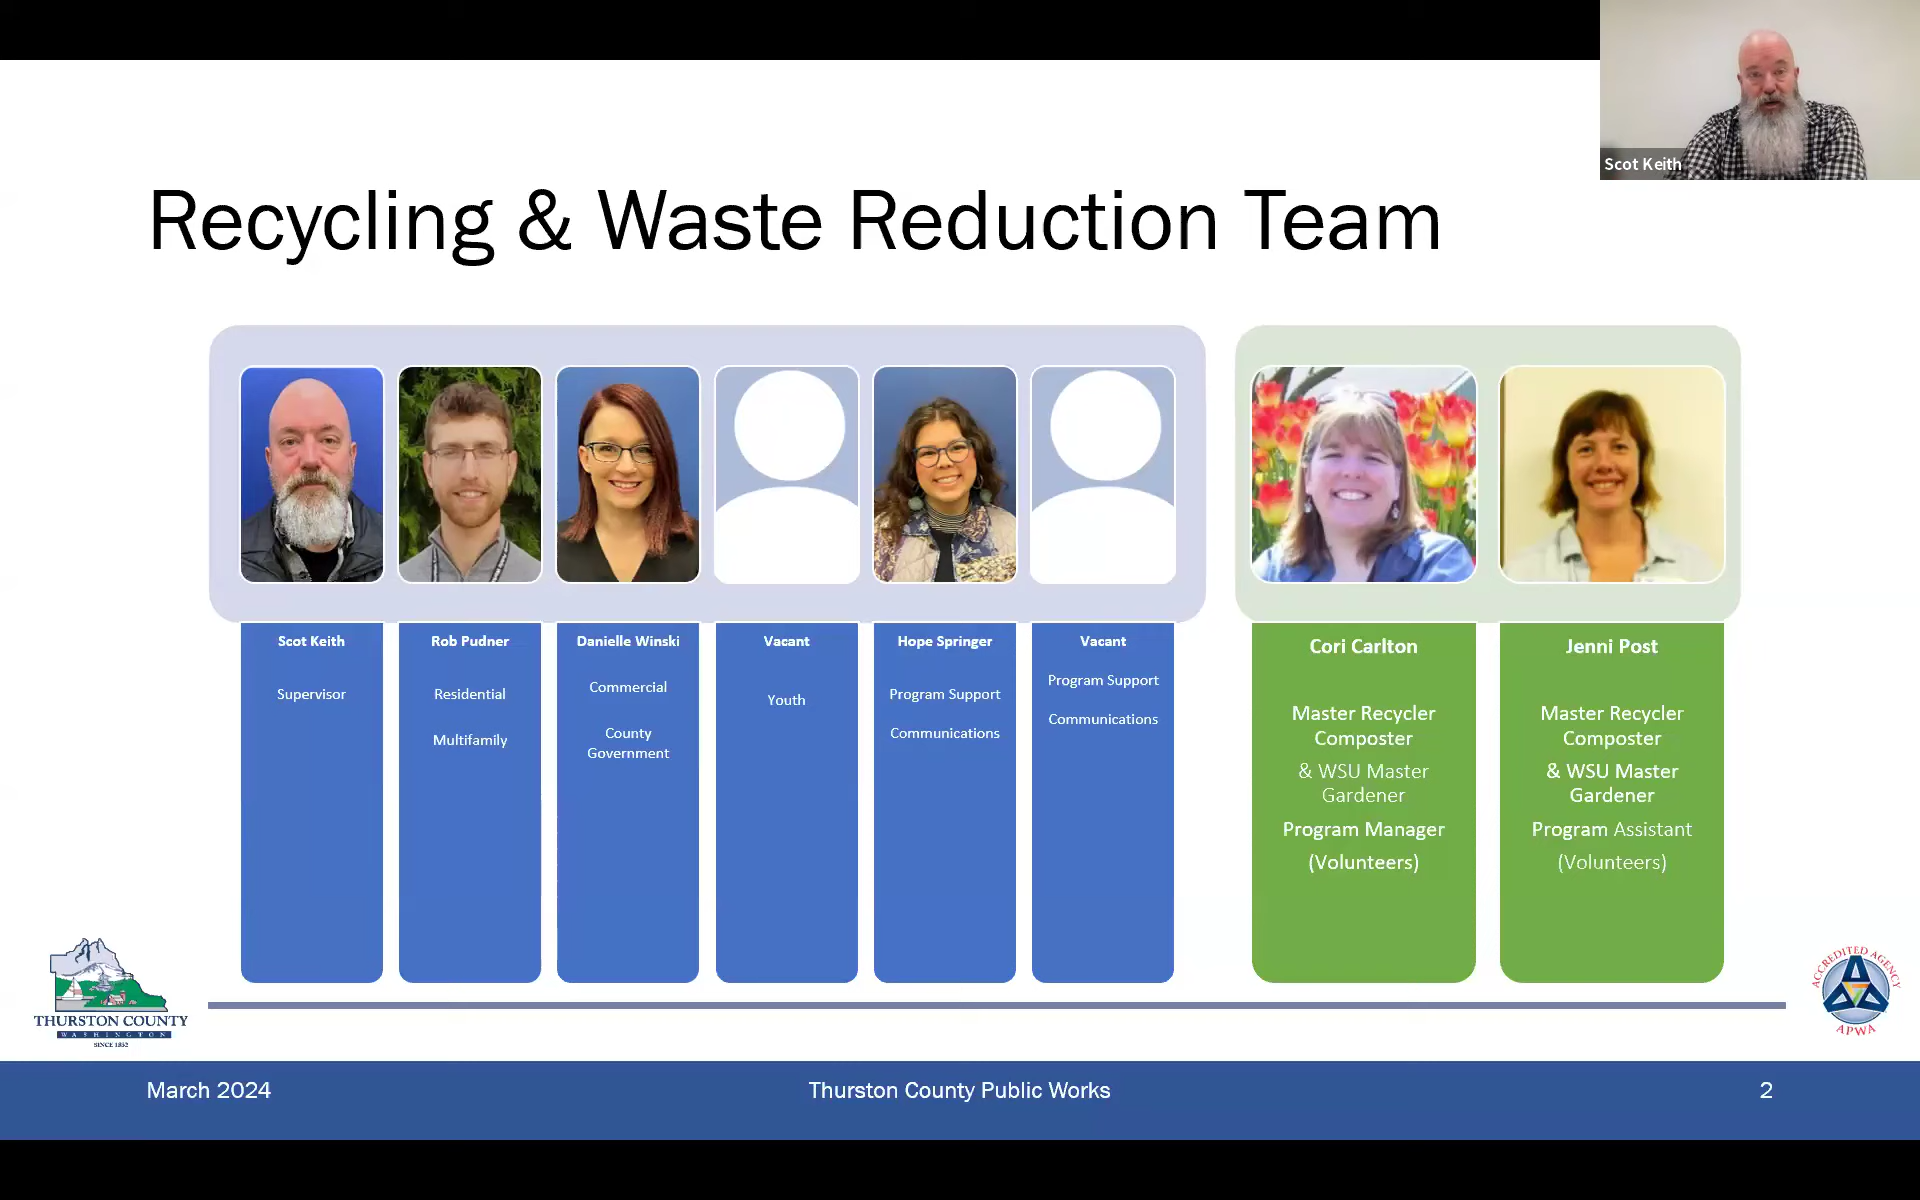 Scot Keith
Recycling & Waste Reduction Team
Scot Keith
Supervisor
Rob Pudner
Residential
Multifamily
Danielle Winski
Commercial
County
Government
Vacant
Youth
Hope Springer
Program Support
Communications
Vacant
Program Support
Communications
Cori Carlton
Master Recycler
Composter
& WSU Master
Gardener
Program Manager
(Volunteers)
Jenni Post
Master Recycler
Composter
& WSU Master
Gardener
Program Assistant
(Volunteers)
THURSTON COUNTY
WASHINGTON
SINCE 1852
ACCREDITED AGENCY
APWA
March 2024
Thurston County Public Works
2